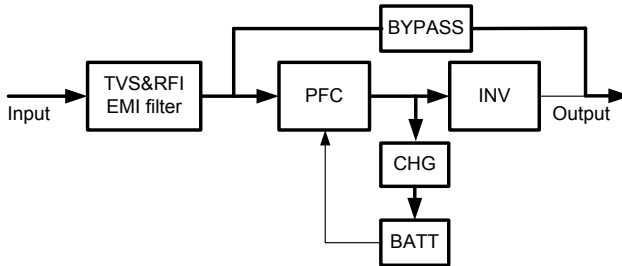 BYPASS
TVS&RFI
EMI filter
PFC
INV
Input
Output
CHG
BATT